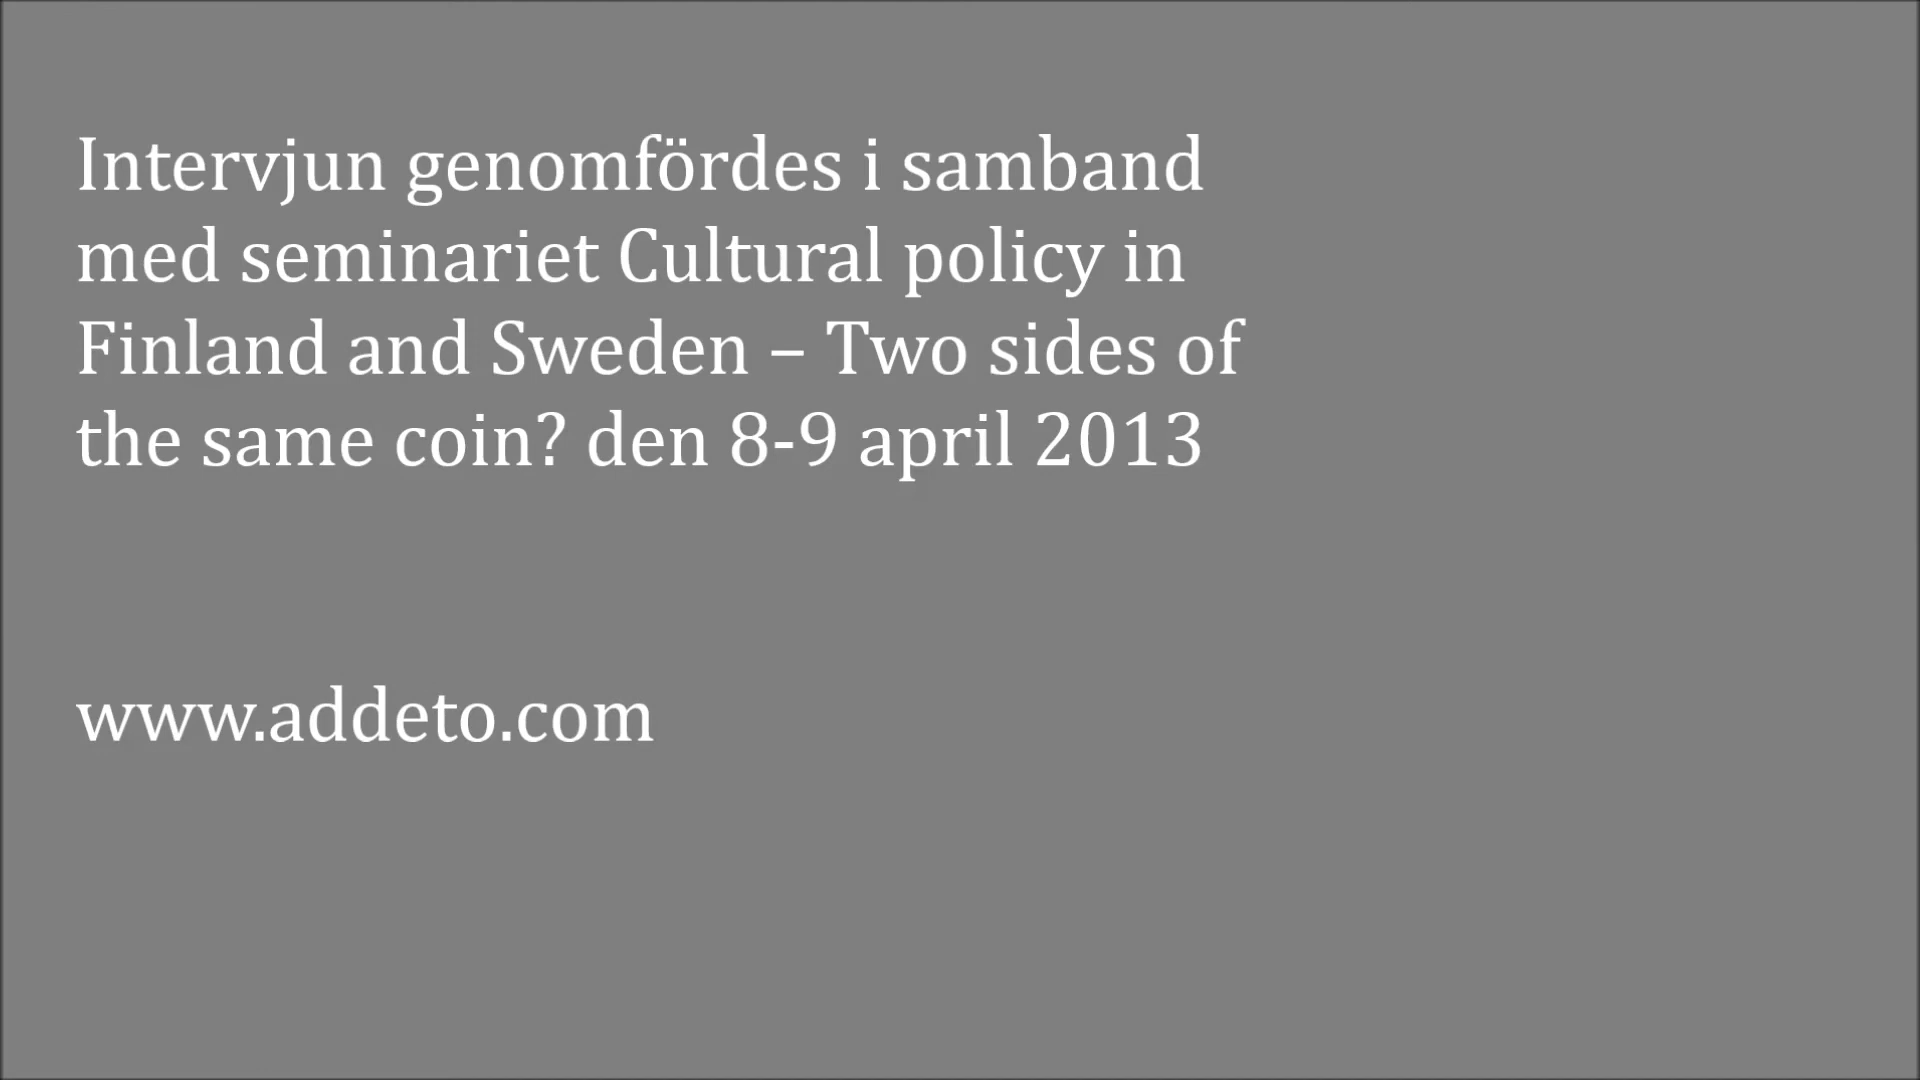 Intervjun genomfördes i samband
med seminariet Cultural policy in
Finland and Sweden – Two sides of
the same coin? den 8-9 april 2013
www.addeto.com